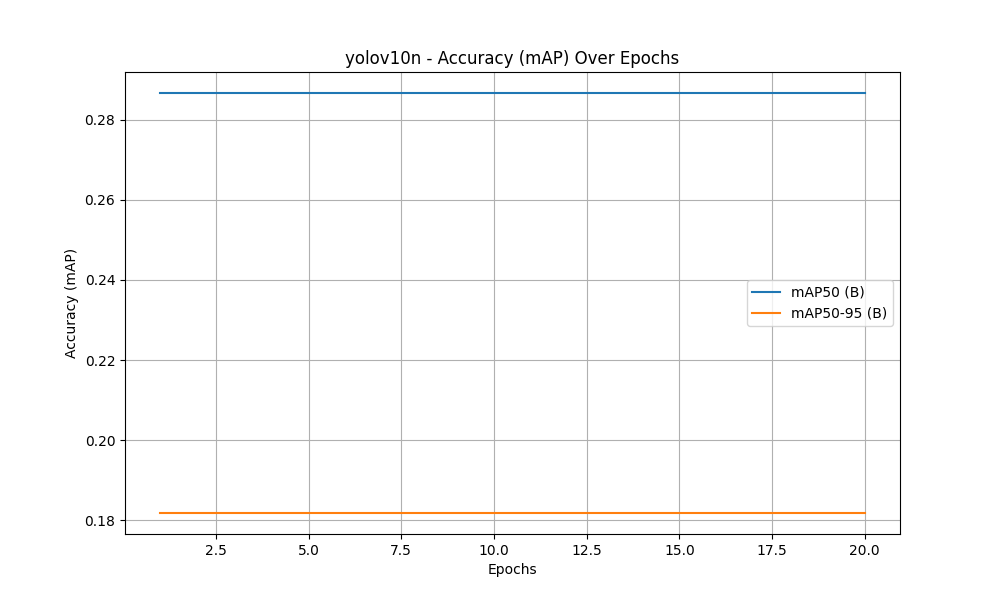 yolov10n - Accuracy (mAP) Over Epochs
Accuracy (mAP)
0.28
0.26
0.24
0.22
0.20
0.18
mAP50 (B)
mAP50-95 (B)
2.5 5.0 7.5 10.0 12.5 15.0 17.5 20.0
Epochs